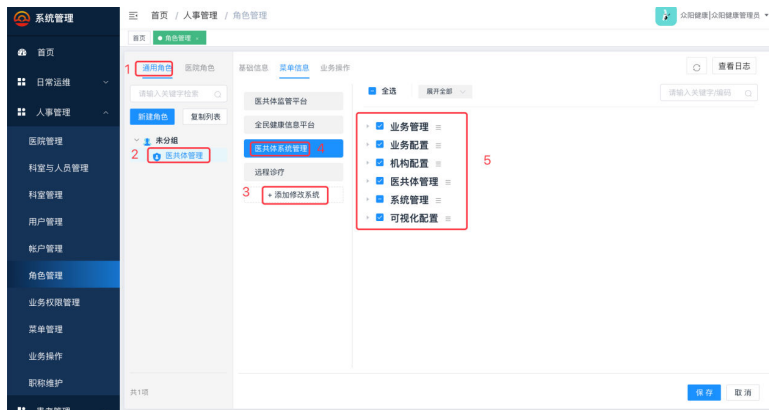 系统管理
首页 / 人事管理 / 角色管理
众阳健康|众阳健康管理员
首页
角色管理
首页
日常运维
人事管理
医院管理
科室与人员管理
科室管理
用户管理
帐户管理
角色管理
业务权限管理
菜单管理
业务操作
职称维护
1 通用角色 医院角色
请输入关键字检索
新建角色 复制列表
未分组
2 医共体管理
共1项
基础信息 菜单信息 业务操作
查看日志
医共体监管平台
全民健康信息平台
医共体系统管理 4
远程诊疗
3 + 添加修改系统
全选 展开全部
请输入关键字/编码
业务管理
业务配置
机构配置
医共体管理
系统管理
可视化配置
5
保存 取消